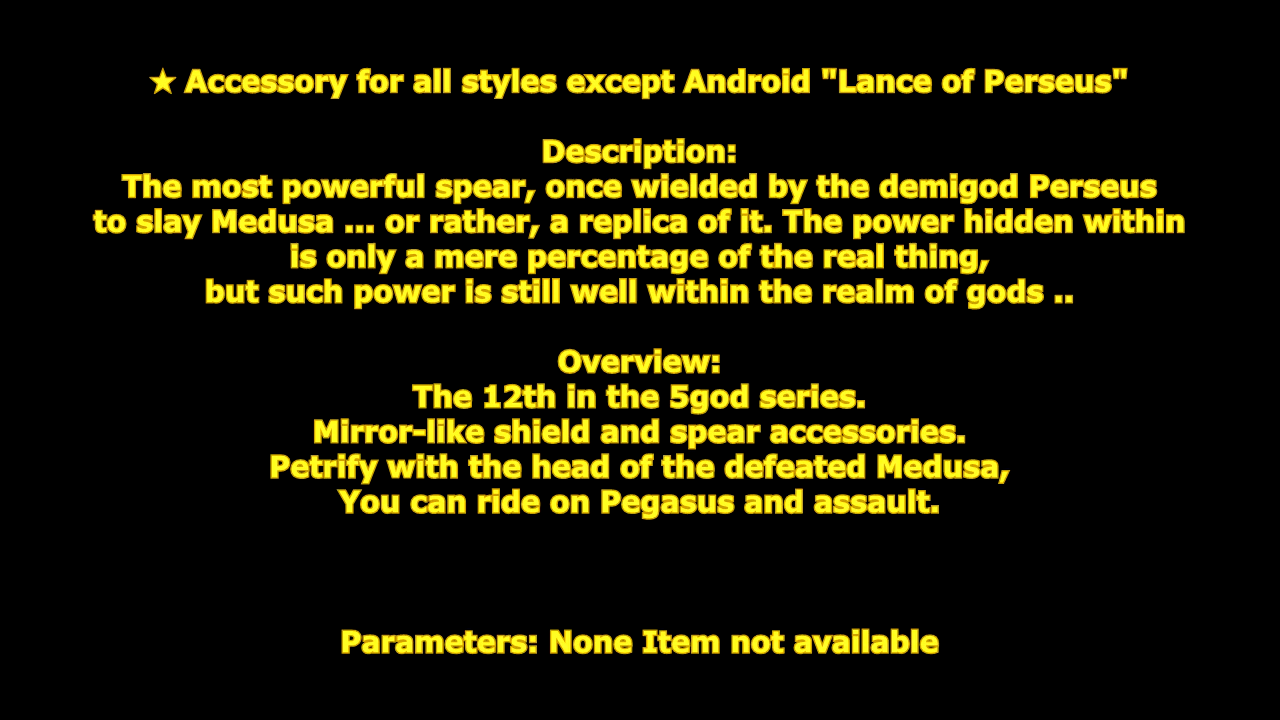 ★ Accessory for all styles except Android "Lance of Perseus"
Description:
The most powerful spear, once wielded by the demigod Perseus
to slay Medusa ... or rather, a replica of it. The power hidden within
is only a mere percentage of the real thing,
but such power is still well within the realm of gods ..
Overview:
The 12th in the 5god series.
Mirror-like shield and spear accessories.
Petrify with the head of the defeated Medusa,
You can ride on Pegasus and assault.
Parameters: None Item not available